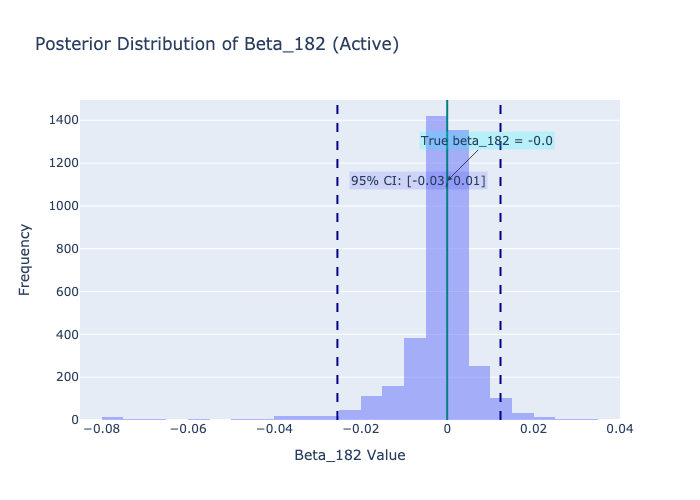 Posterior Distribution of Beta_182 (Active)
1400
True beta_182 = -0.0
1200
95% CI: [-0.03, 0.01]
1000
800
600
400
200
0
Frequency
−0.08 −0.06 −0.04 −0.02 0 0.02 0.04
Beta_182 Value